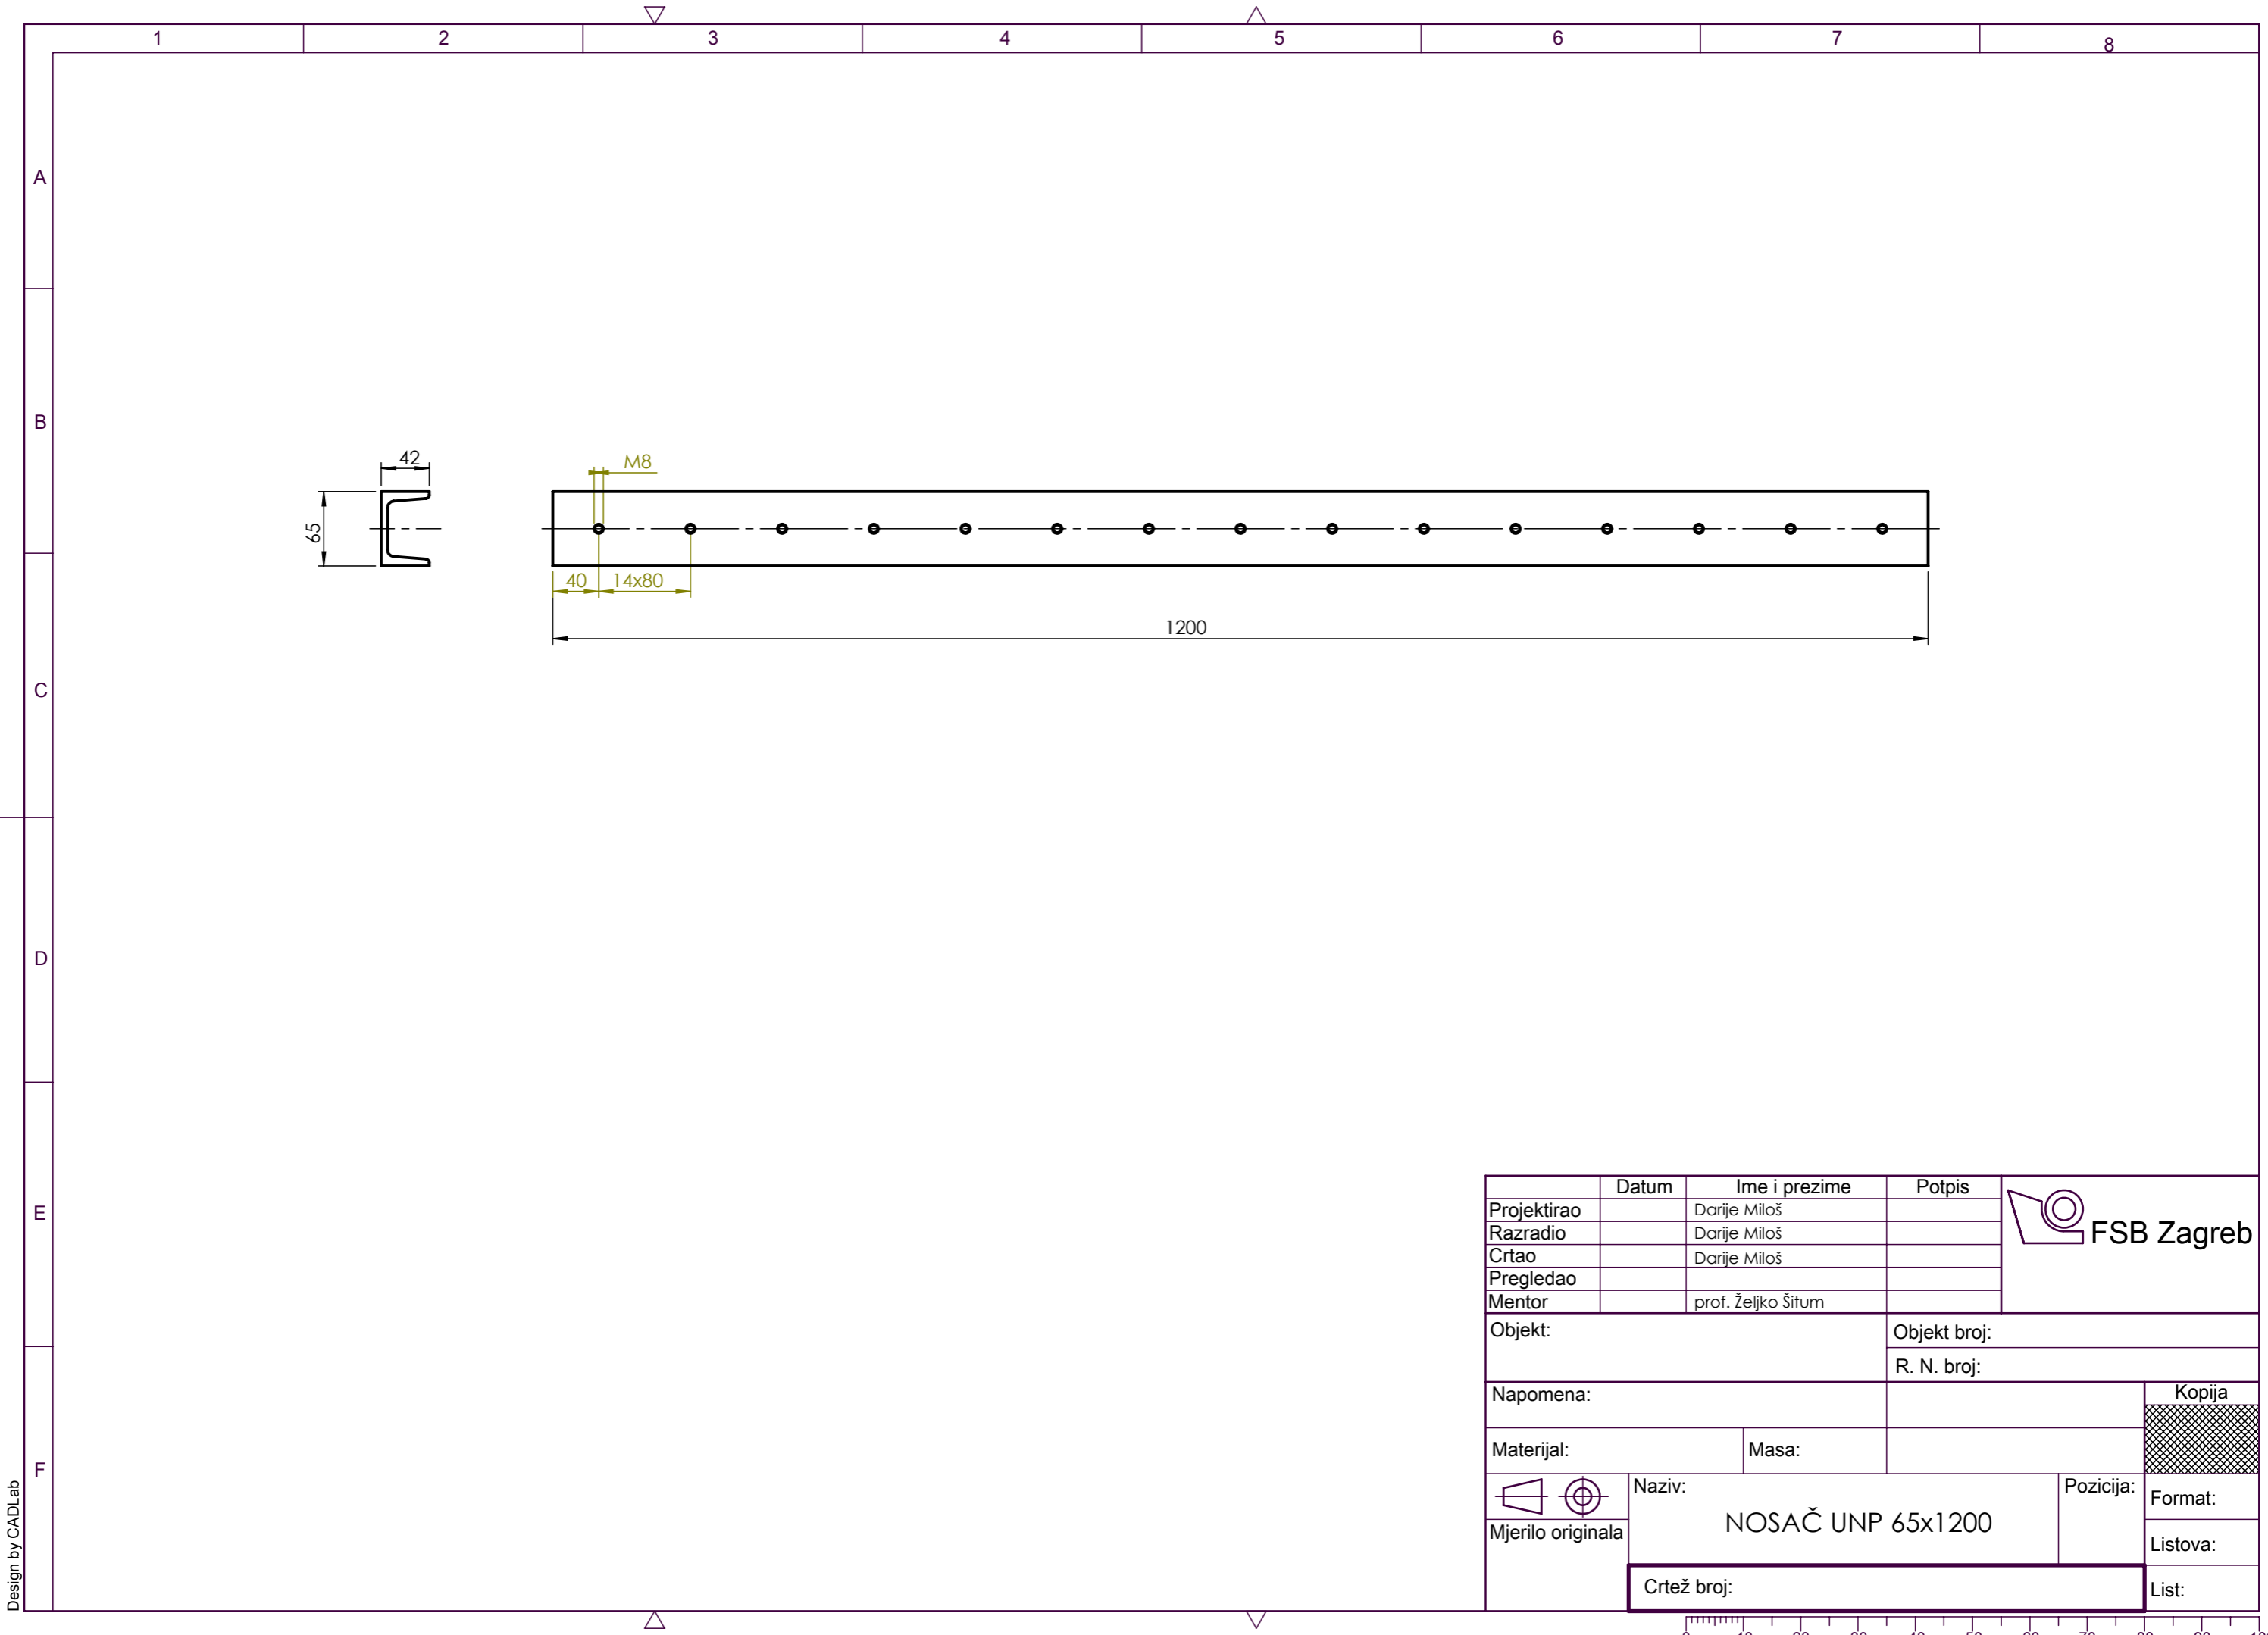 1 2 3 4 5 6 7 8
A
B
C
D
E
F
42
65
M8
40 14x80
1200
Datum Ime i prezime Potpis
Projektirao Darije Miloš
Razradio Darije Miloš
Crtao Darije Miloš
Pregledao
Mentor prof. Željko Šitum
FSB Zagreb
Objekt:
Objekt broj:
R. N. broj:
Napomena:
Kopija
Materijal: Masa:
Naziv:
NOSAČ UNP 65x1200
Pozicija:
Format:
Mjerilo originala
Listova:
Crtež broj:
List:
Design by CADLab